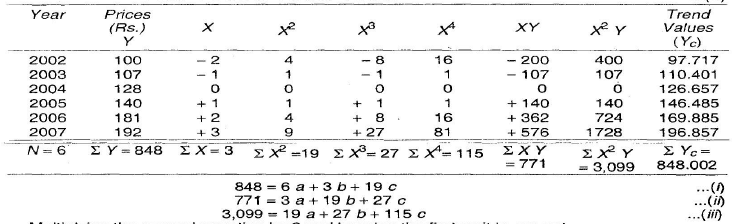 Year Prices (Rs.) Y X X² X³ X⁴ XY X² Y Trend Values (Yc)
2002 100 – 2 4 – 8 16 – 200 400 97.717
2003 107 – 1 1 – 1 1 – 107 107 110.401
2004 128 0 0 0 0 0 0 126.657
2005 140 + 1 1 + 1 1 + 140 140 146.485
2006 181 + 2 4 + 8 16 + 362 724 169.885
2007 192 + 3 9 + 27 81 + 576 1728 196.857
N = 6 Σ Y = 848 Σ X = 3 Σ X² =19 Σ X³= 27 Σ X⁴= 115 Σ XY = 771 Σ X² Y = 3,099 Σ Yc = 848.002
848 = 6 a + 3 b + 19 c ...(i)
771 = 3 a + 19 b + 27 c ...(ii)
3,099 = 19 a + 27 b + 115 c ...(iii)